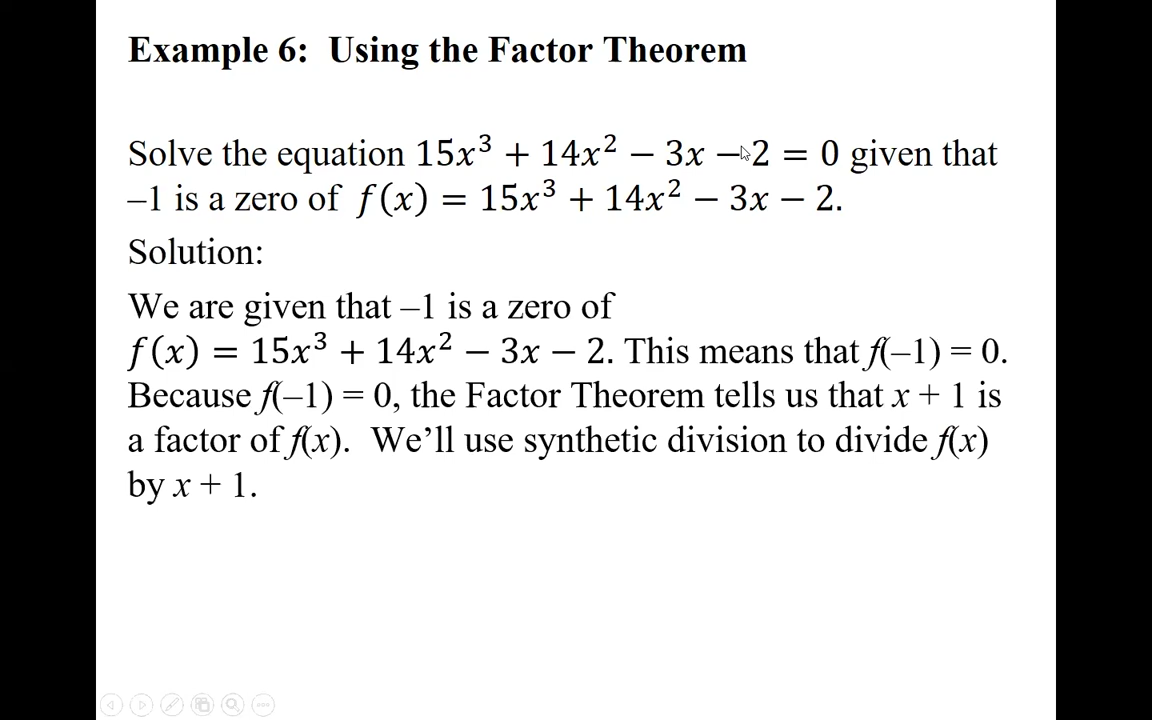 Example 6: Using the Factor Theorem
Solve the equation 15x³ + 14x² − 3x − 2 = 0 given that
–1 is a zero of f(x) = 15x³ + 14x² − 3x − 2.
Solution:
We are given that –1 is a zero of
f(x) = 15x³ + 14x² − 3x − 2. This means that f(–1) = 0.
Because f(–1) = 0, the Factor Theorem tells us that x + 1 is
a factor of f(x). We’ll use synthetic division to divide f(x)
by x + 1.